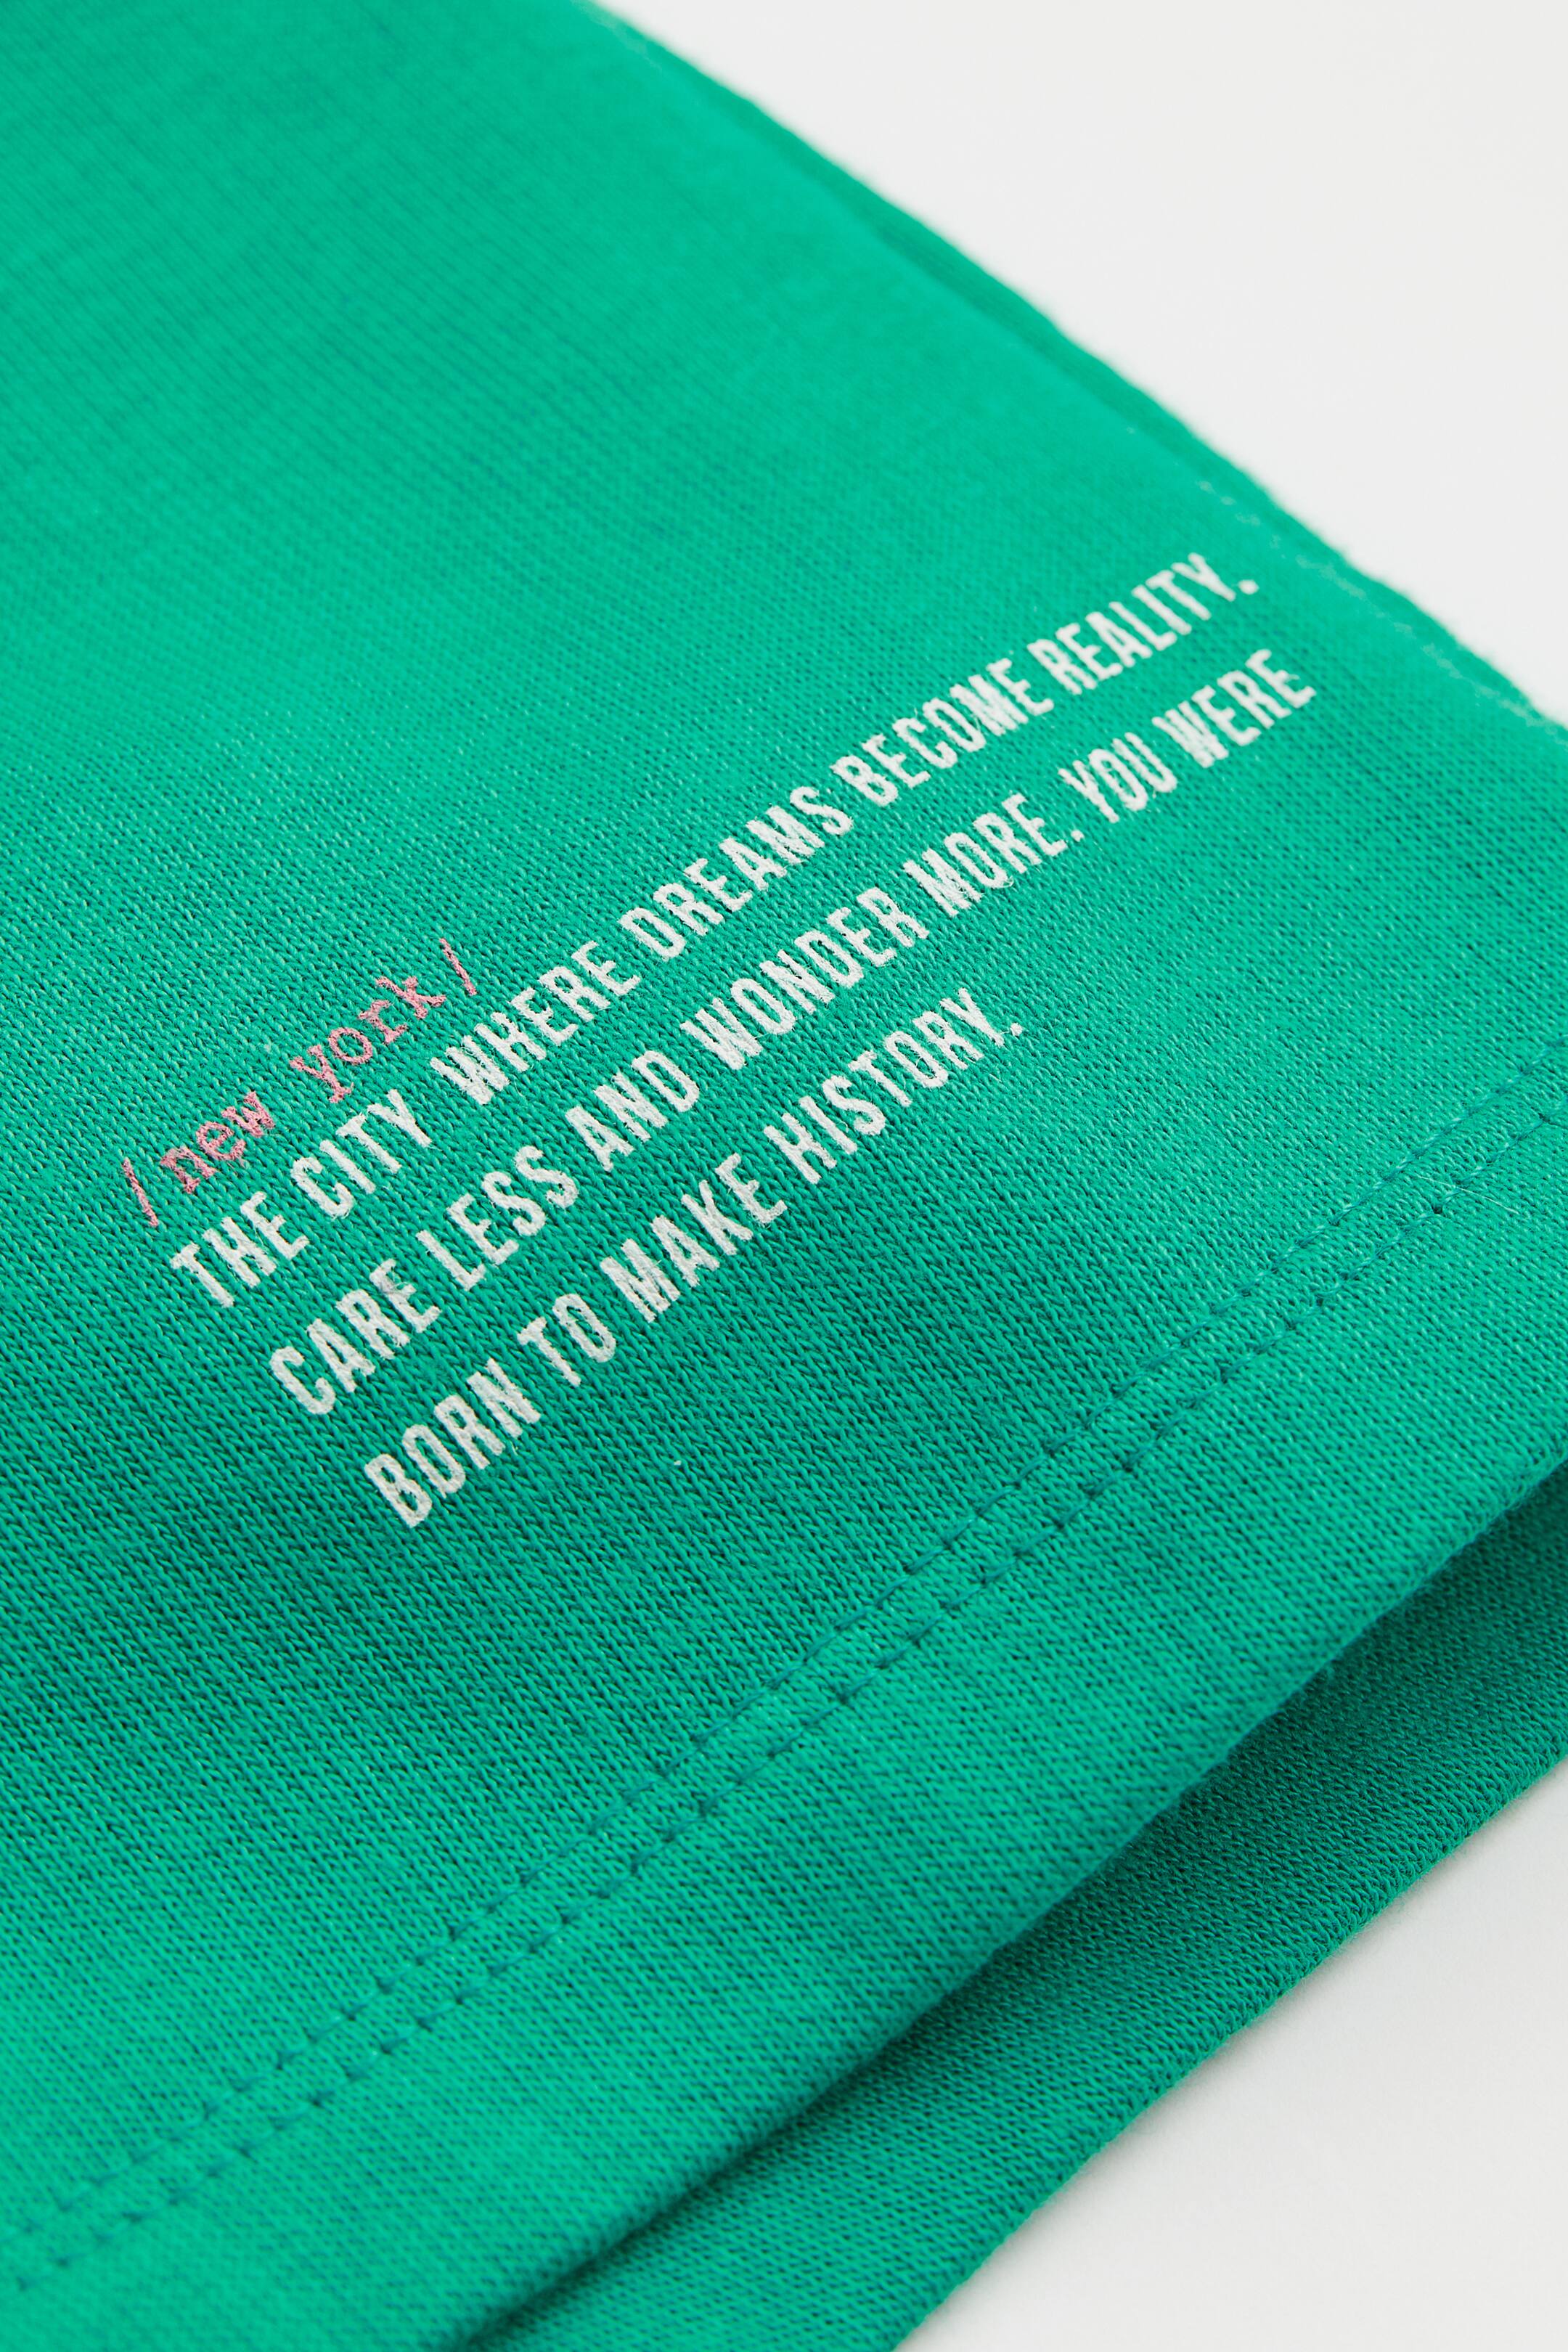 /new york/
THE CITY WHERE DREAMS BECOME REALITY.
CARE LESS AND WONDER MORE. YOU WERE
BORN TO MAKE HISTORY.